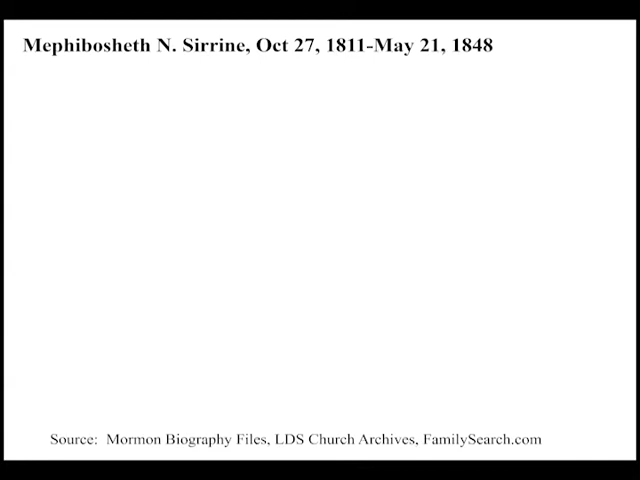 Mephibosheth N. Sirrine, Oct 27, 1811-May 21, 1848
Source:  Mormon Biography Files, LDS Church Archives, FamilySearch.com